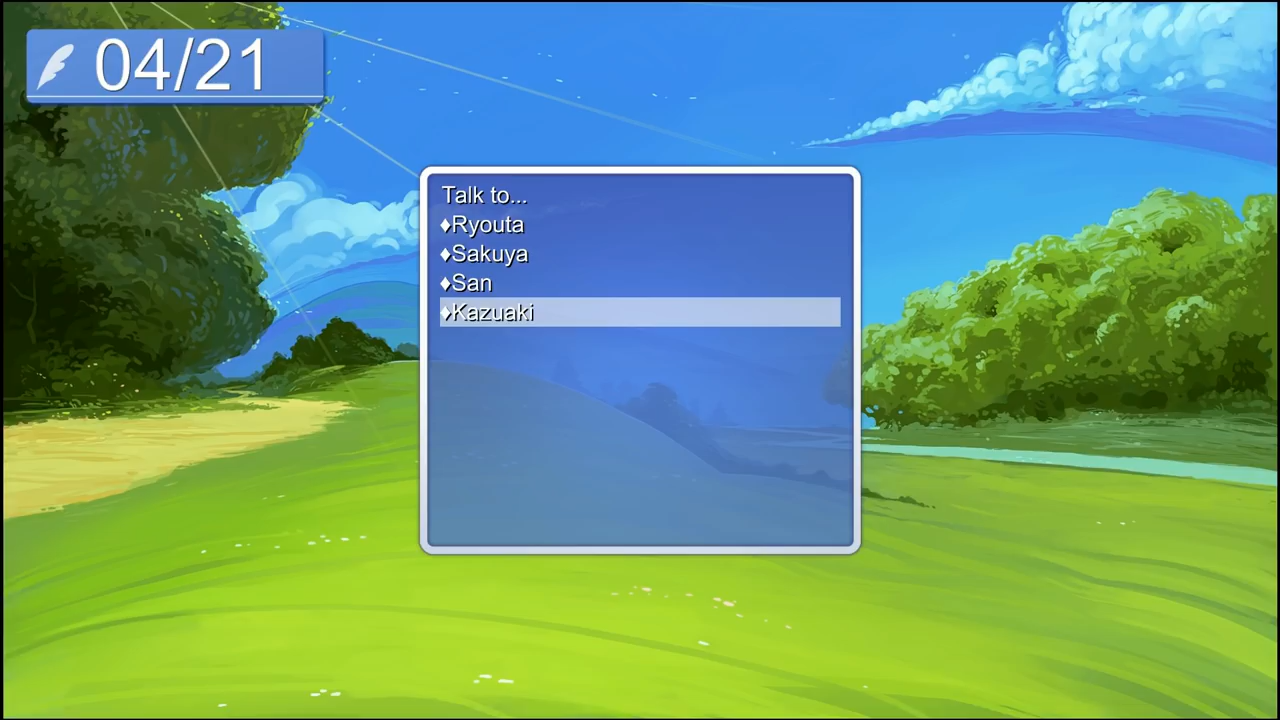 04/21
Talk to...
♦Ryouta
♦Sakuya
♦San
♦Kazuaki